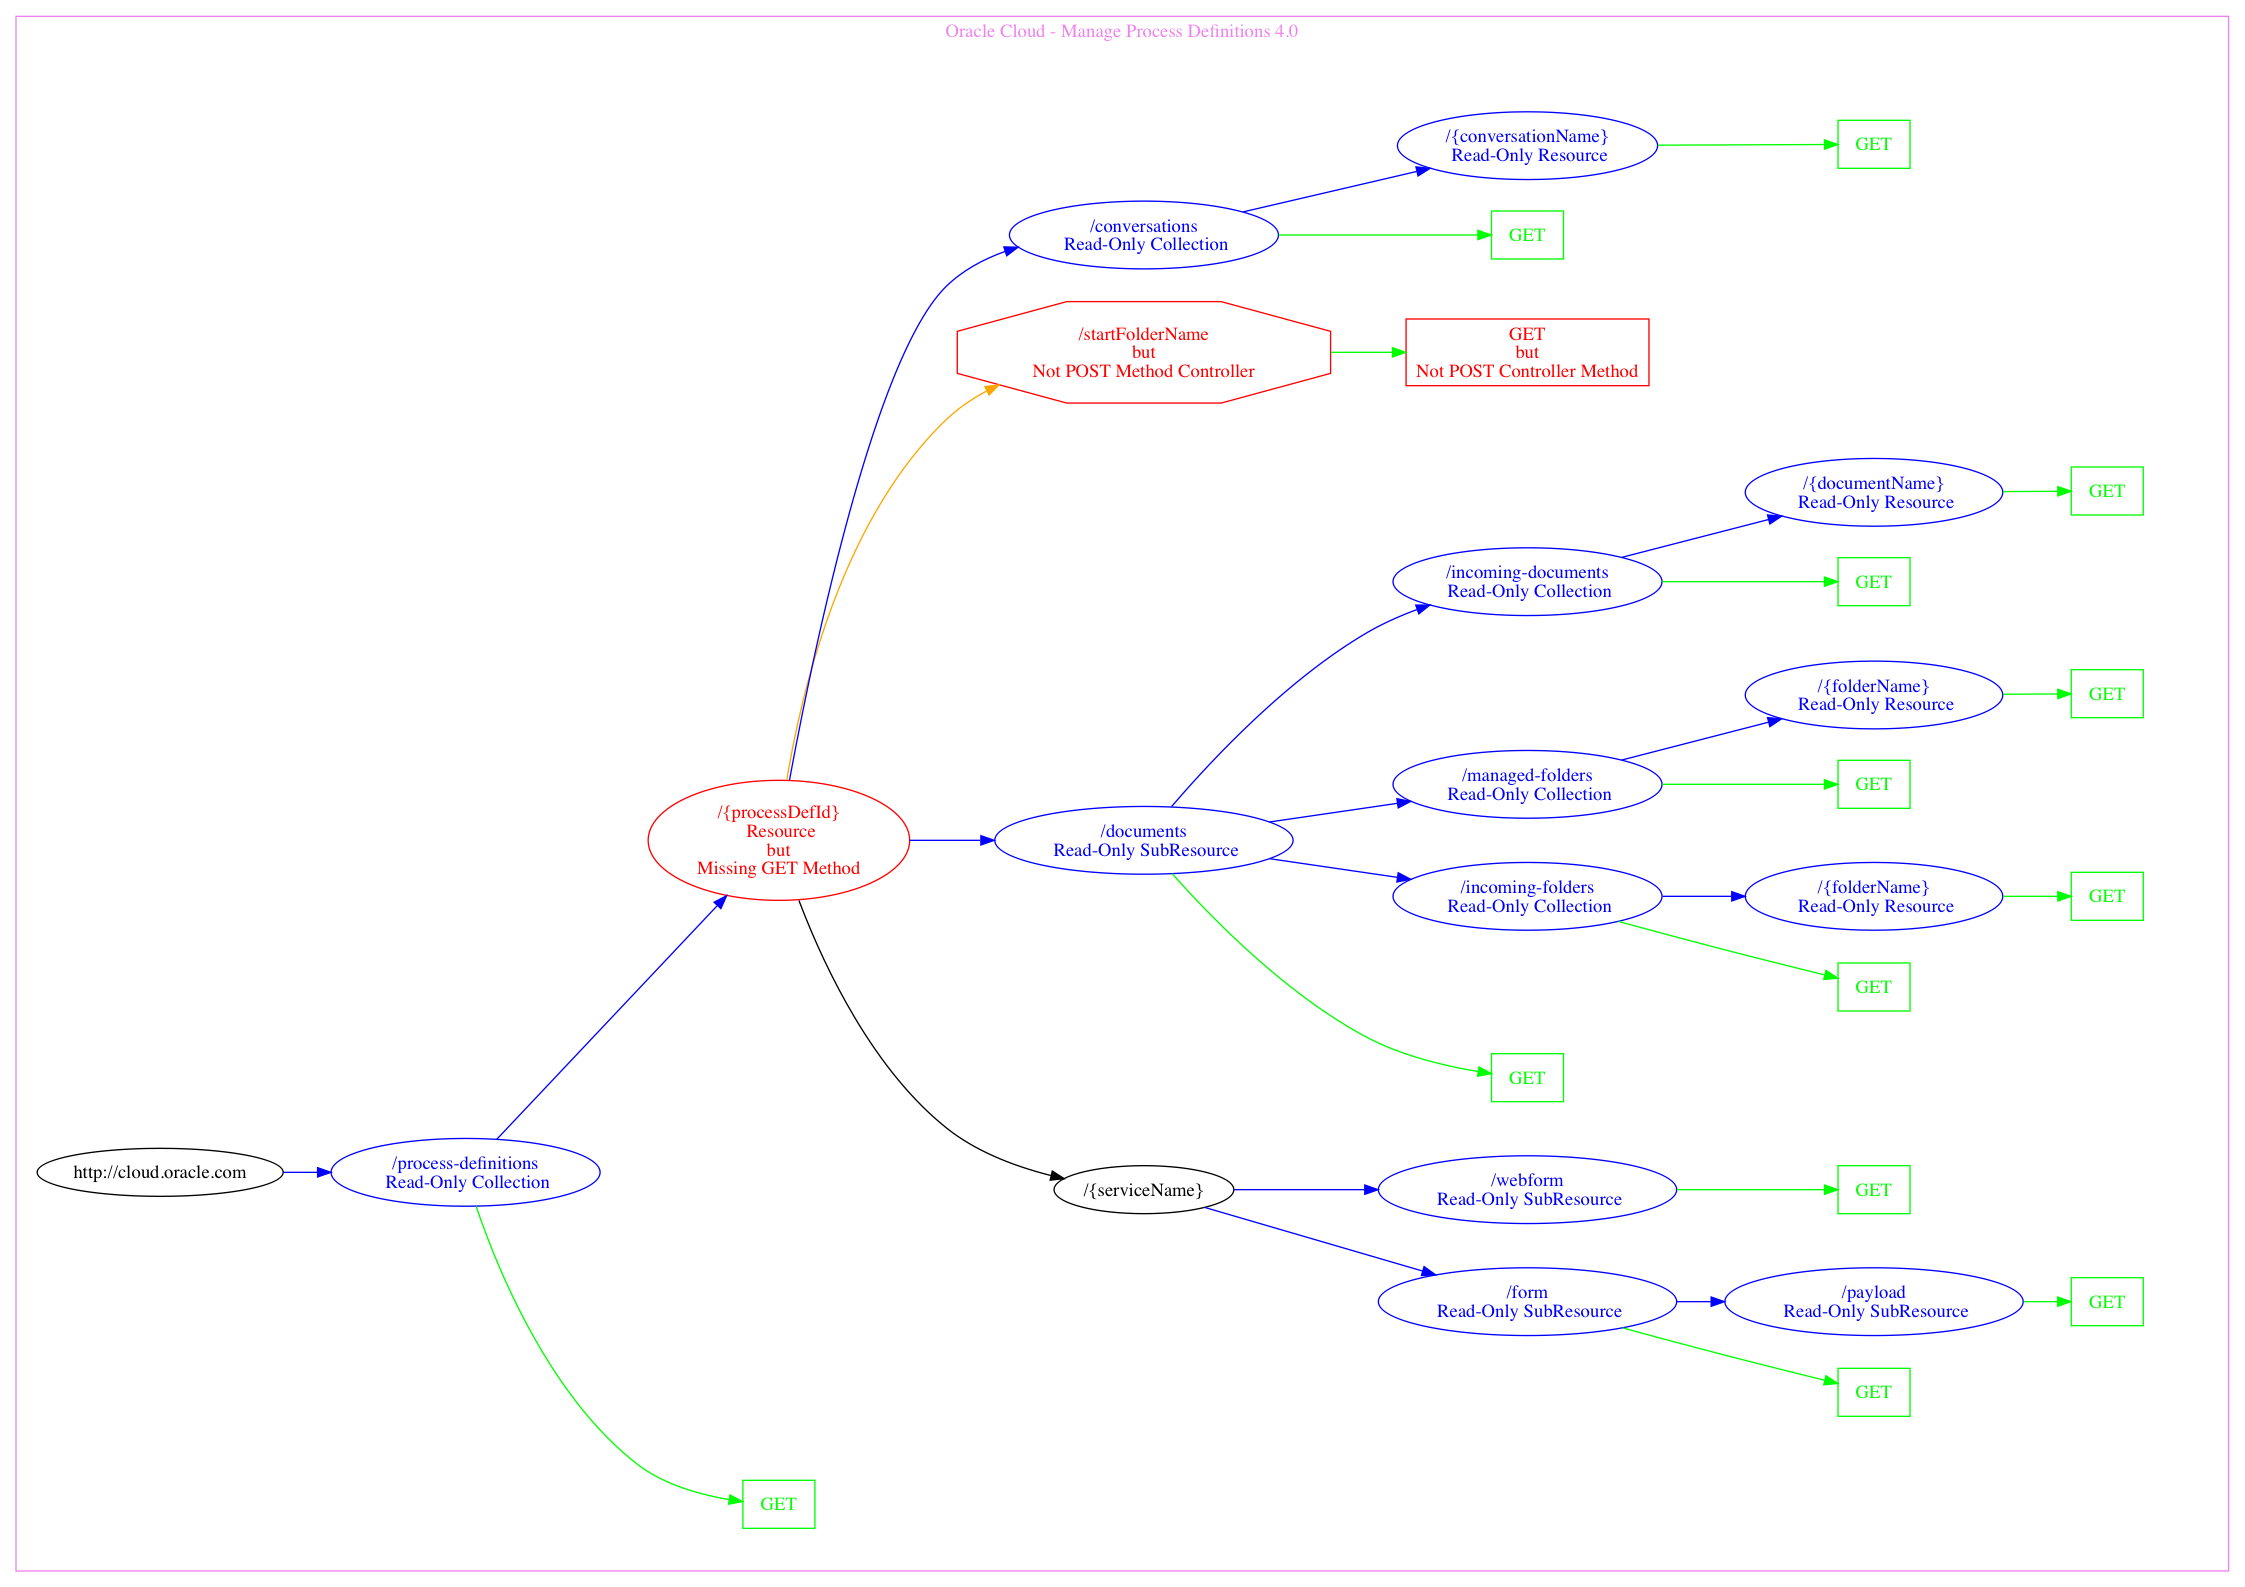 Oracle Cloud - Manage Process Definitions 4.0
/{conversationName}
Read-Only Resource
GET
/conversations
Read-Only Collection
GET
/startFolderName
but
Not POST Method Controller
GET
but
Not POST Controller Method
/{documentName}
Read-Only Resource
GET
/incoming-documents
Read-Only Collection
GET
/{folderName}
Read-Only Resource
GET
/managed-folders
Read-Only Collection
GET
/{processDefId}
Resource
but
Missing GET Method
/documents
Read-Only SubResource
/incoming-folders
Read-Only Collection
/{folderName}
Read-Only Resource
GET
GET
GET
http://cloud.oracle.com
/process-definitions
Read-Only Collection
/{serviceName}
/webform
Read-Only SubResource
GET
/form
Read-Only SubResource
/payload
Read-Only SubResource
GET
GET
GET